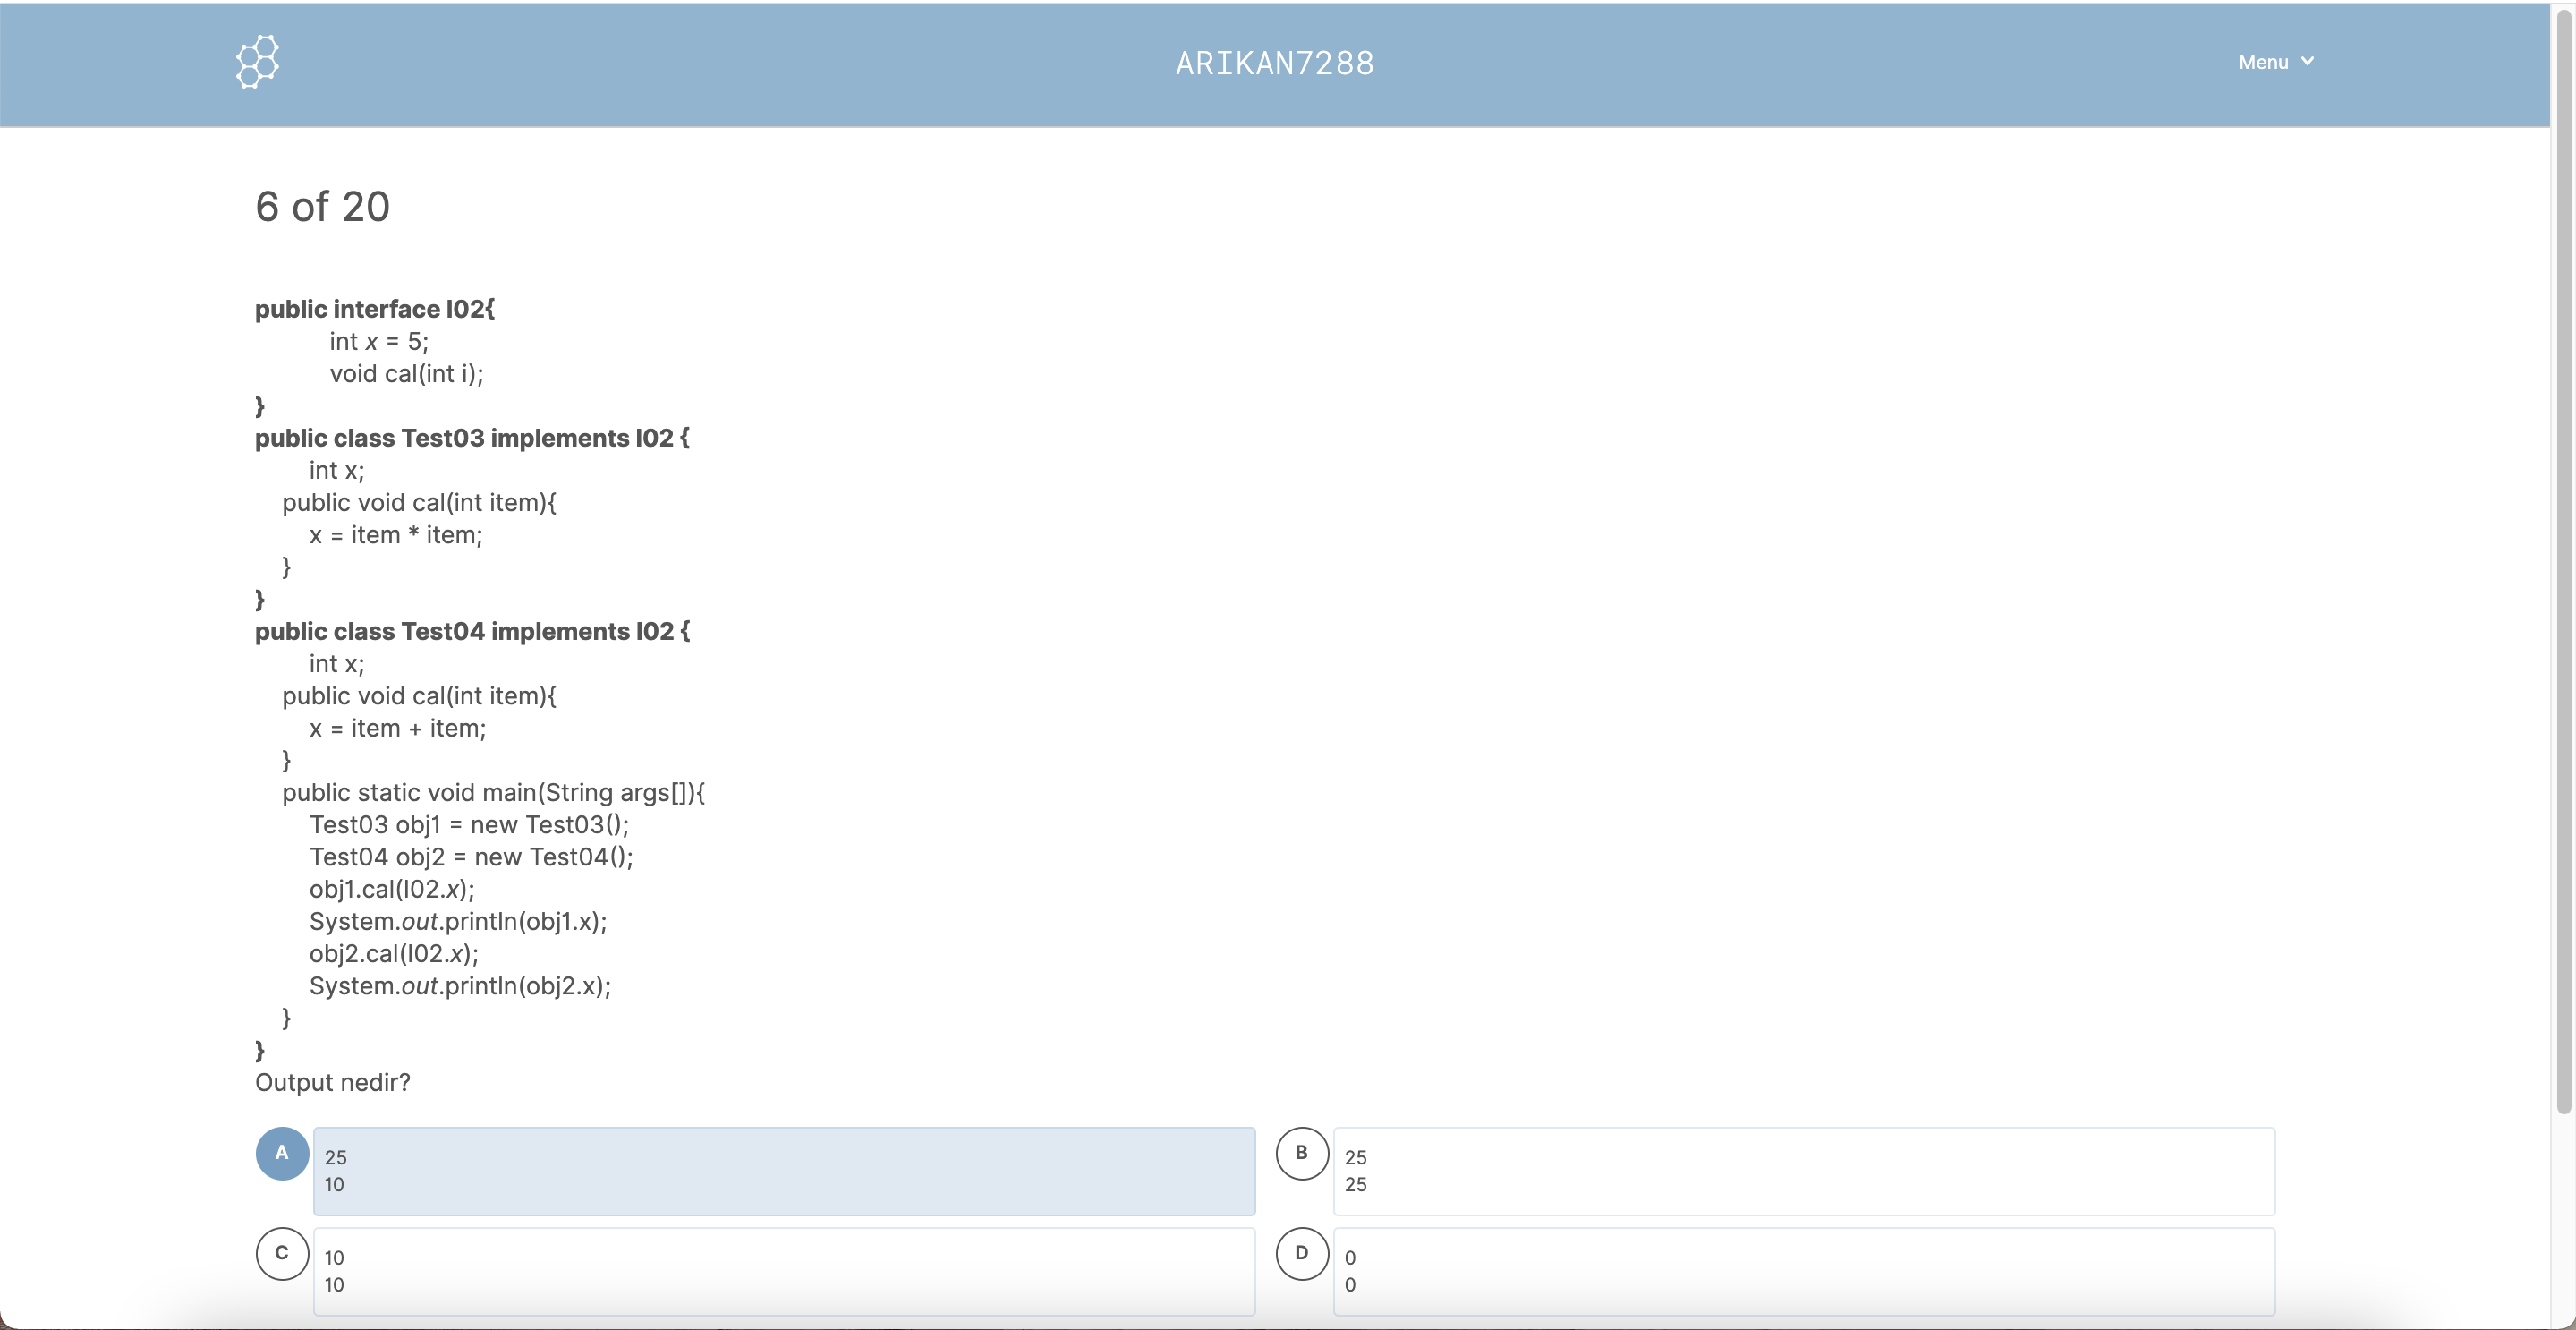 ARIKAN7288
Menu
6 of 20
public interface I02{
int x = 5;
void cal(int i);
}
public class Test03 implements I02 {
int x;
public void cal(int item){
x = item * item;
}
}
public class Test04 implements I02 {
int x;
public void cal(int item){
x = item + item;
}
public static void main(String args[]){
Test03 obj1 = new Test03();
Test04 obj2 = new Test04();
obj1.cal(I02.x);
System.out.println(obj1.x);
obj2.cal(I02.x);
System.out.println(obj2.x);
}
}
Output nedir?
A
25
10
B
25
25
C
10
10
D
0
0